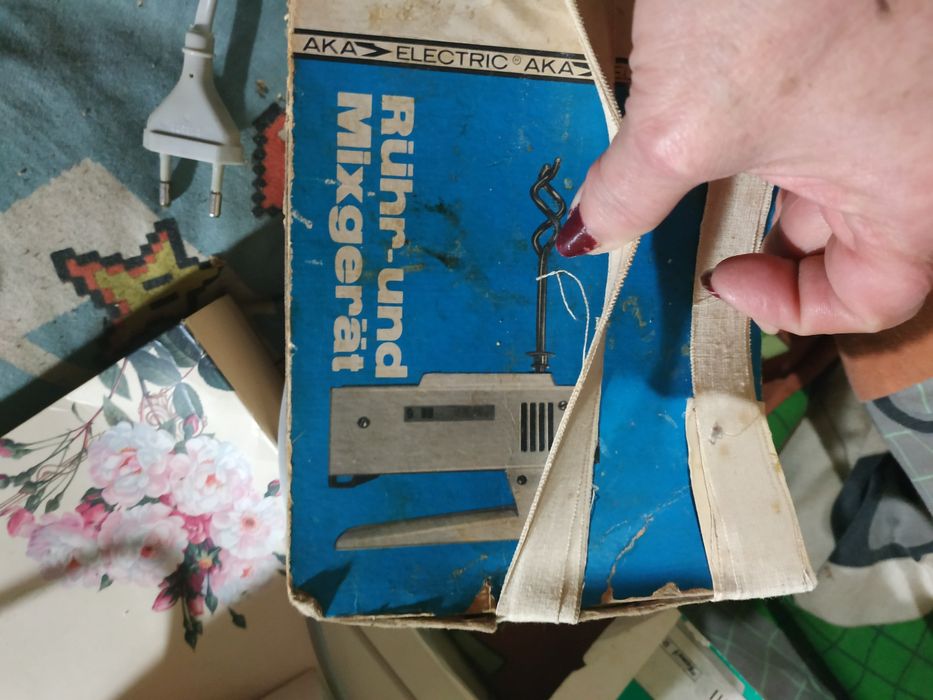 AKA ELECTRIC® AKA
Rühr-und
Mixgerät